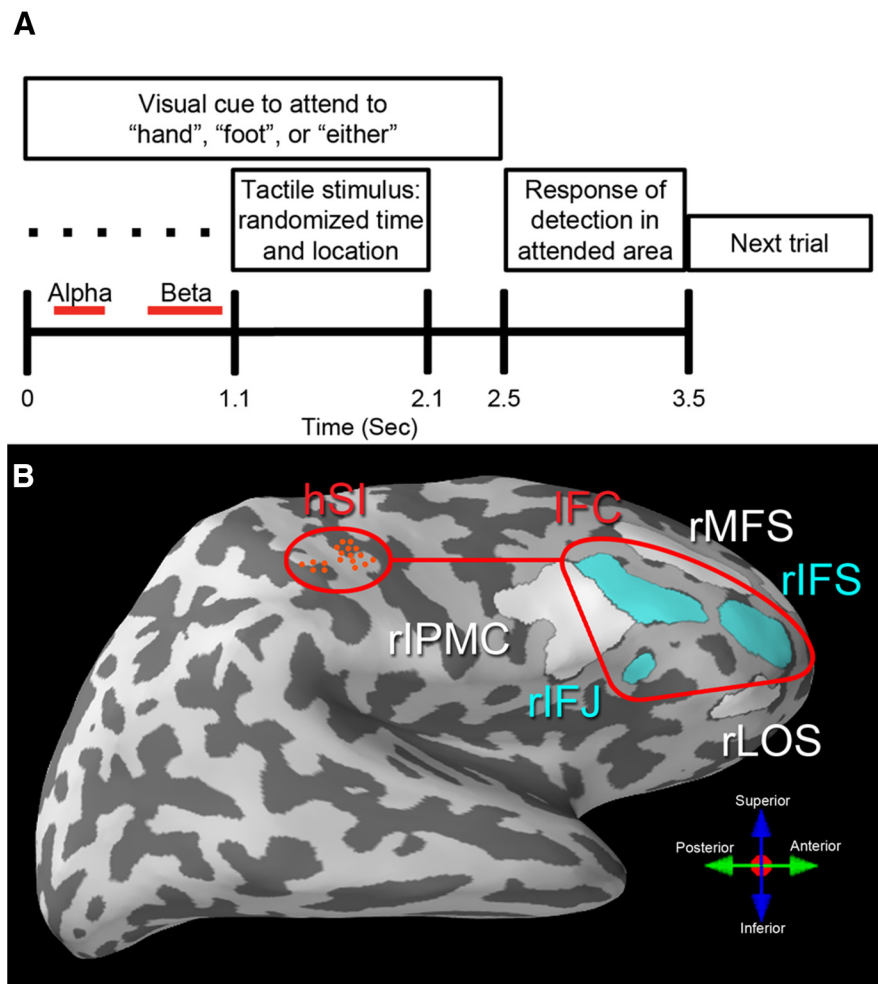 A
Visual cue to attend to
“hand”, “foot”, or “either”
Tactile stimulus:
randomized time
and location
Response of
detection in
attended area
Next trial
Alpha
Beta
0
1.1
2.1
2.5
3.5
Time (Sec)
B
hSI
IFC
rMFS
rIFS
rIPMC
rIFJ
rLOS
Superior
Posterior
Anterior
Inferior